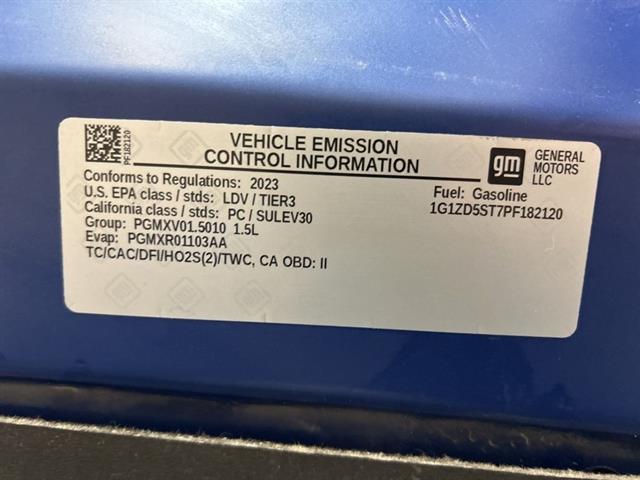 PF182120
VEHICLE EMISSION
CONTROL INFORMATION
gm
GENERAL
MOTORS
LLC
Conforms to Regulations: 2023
U.S. EPA class / stds: LDV / TIER3
California class / stds: PC / SULEV30
Group: PGMXV01.5010 1.5L
Evap: PGMXR01103AA
TC/CAC/DFI/HO2S(2)/TWC, CA OBD: II
Fuel: Gasoline
1G1ZD5ST7PF182120